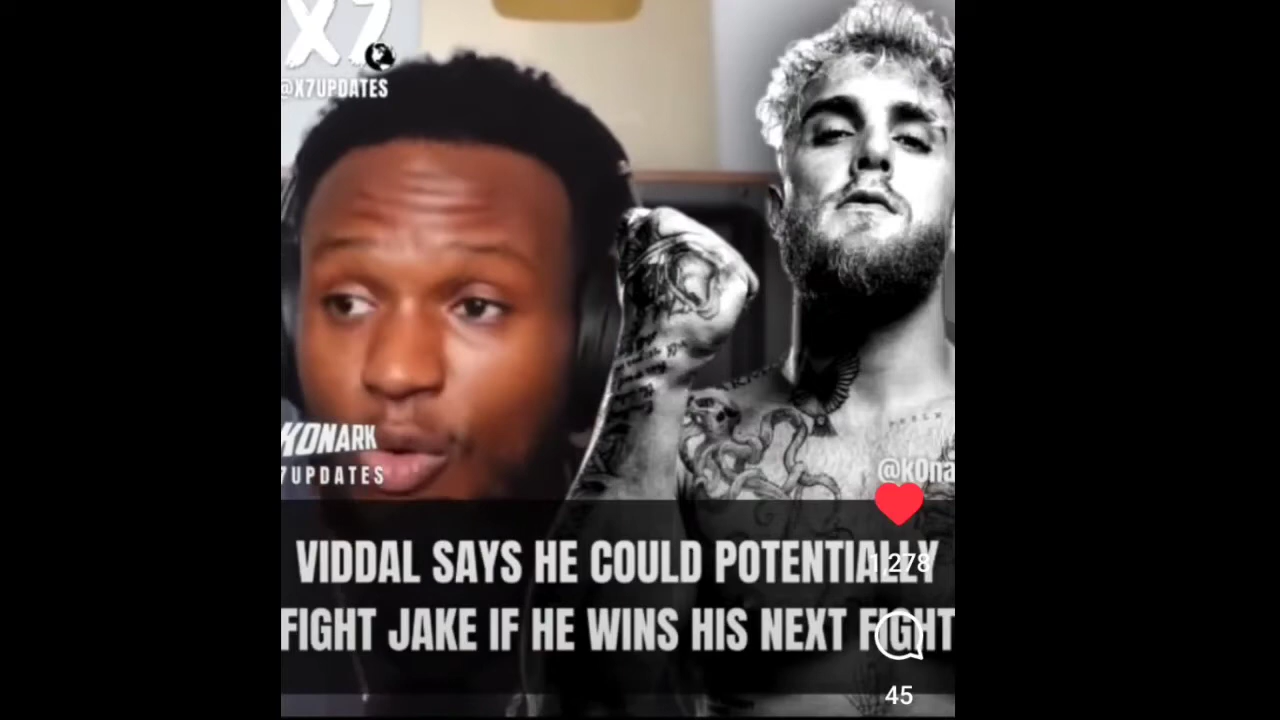 X7
@X7UPDATES
KONARK
7UPDATES
@k0na
VIDDAL SAYS HE COULD POTENTIALLY
FIGHT JAKE IF HE WINS HIS NEXT FIGHT
1,278
45